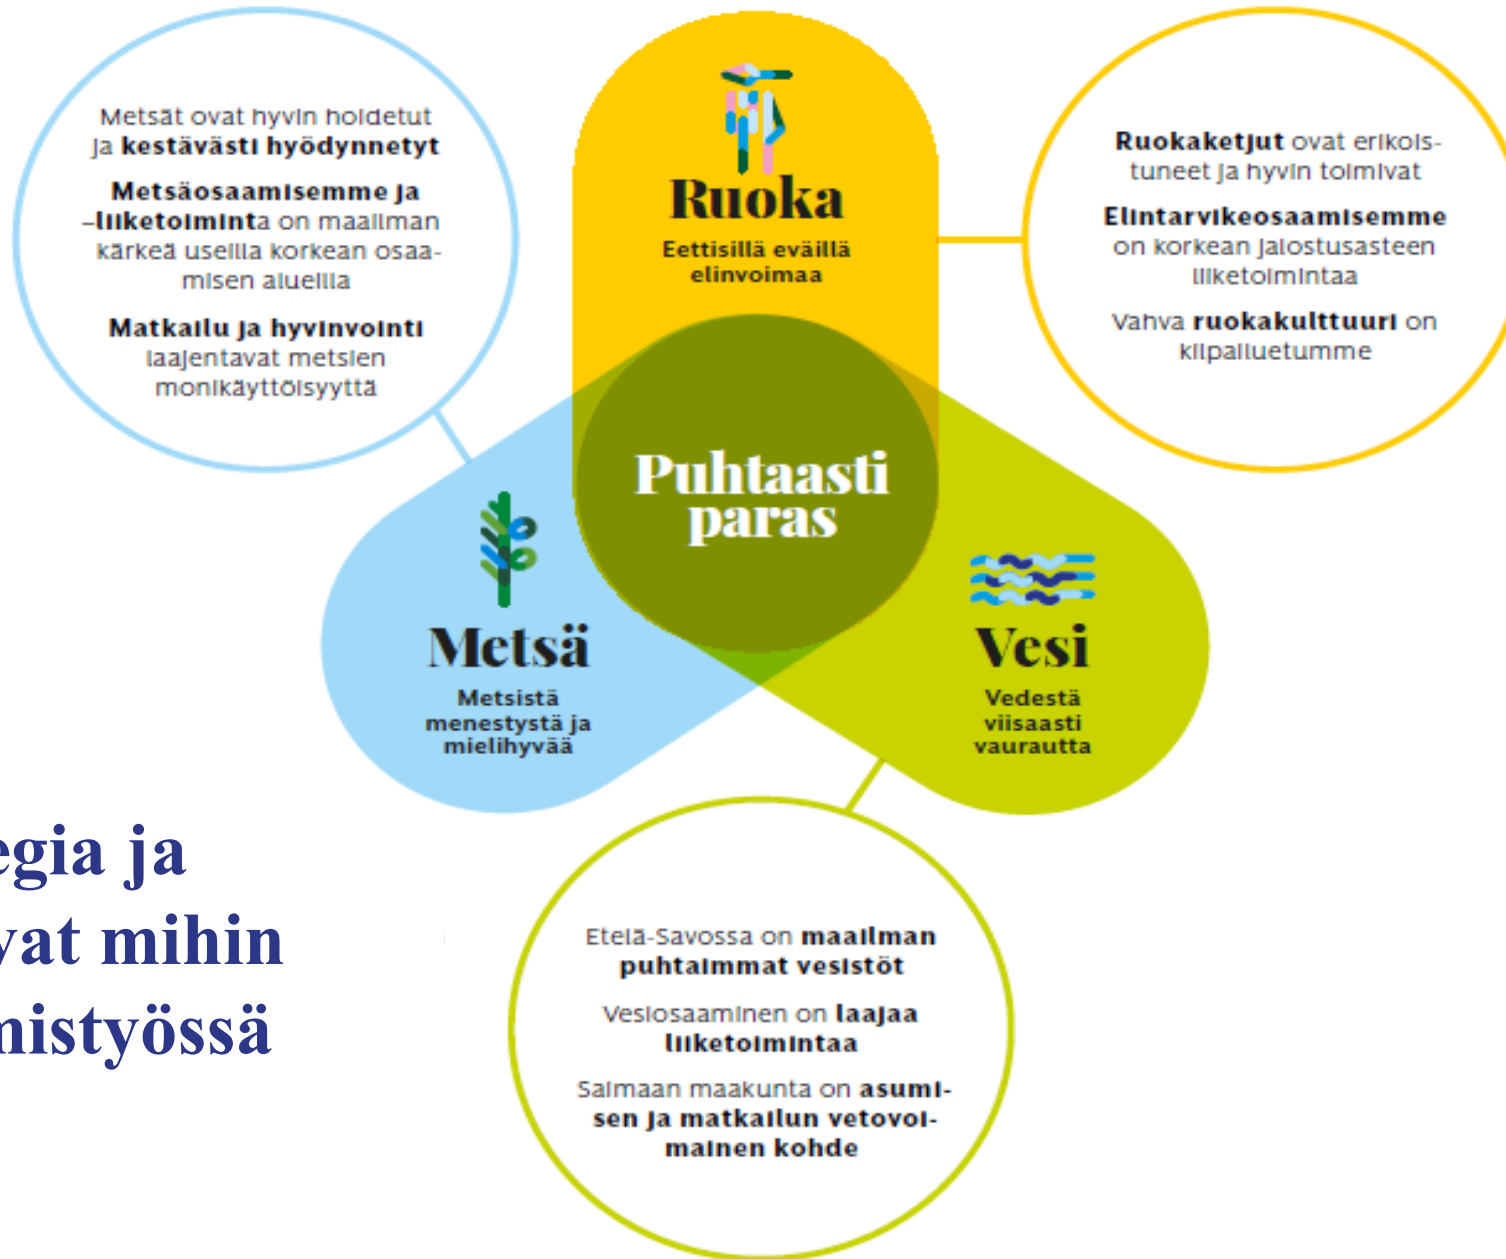 Metsät ovat hyvin hoidetut
ja kestävästi hyödynnetyt
Metsäosaamisemme ja
–liiketoiminta on maailman
kärkeä useilla korkean osaa-
misen alueilla
Matkailu ja hyvinvointi
laajentavat metsien
monikäyttöisyyttä
Ruoka
Eettisillä eväillä
elinvoimaa
Ruokaketjut ovat erikois-
tuneet ja hyvin toimivat
Elintarvikeosaamisemme
on korkean jalostusasteen
liiketoimintaa
Vahva ruokakulttuuri on
kilpailuetumme
Puhtaasti
paras
Metsä
Metsistä
menestystä ja
mielihyvää
Vesi
Vedestä
viisaasti
vaurautta
egia ja
vat mihin
mistyössä
Etelä-Savossa on maailman
puhtaimmat vesistöt
Vesiosaaminen on laajaa
liiketoimintaa
Saimaan maakunta on asumi-
sen ja matkailun vetovoi-
mainen kohde